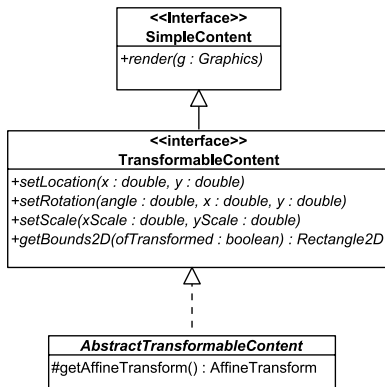 <<Interface>>
SimpleContent
+render(g : Graphics)
<<interface>>
TransformableContent
+setLocation(x : double, y : double)
+setRotation(angle : double, x : double, y : double)
+setScale(xScale : double, yScale : double)
+getBounds2D(ofTransformed : boolean) : Rectangle2D
AbstractTransformableContent
#getAffineTransform() : AffineTransform